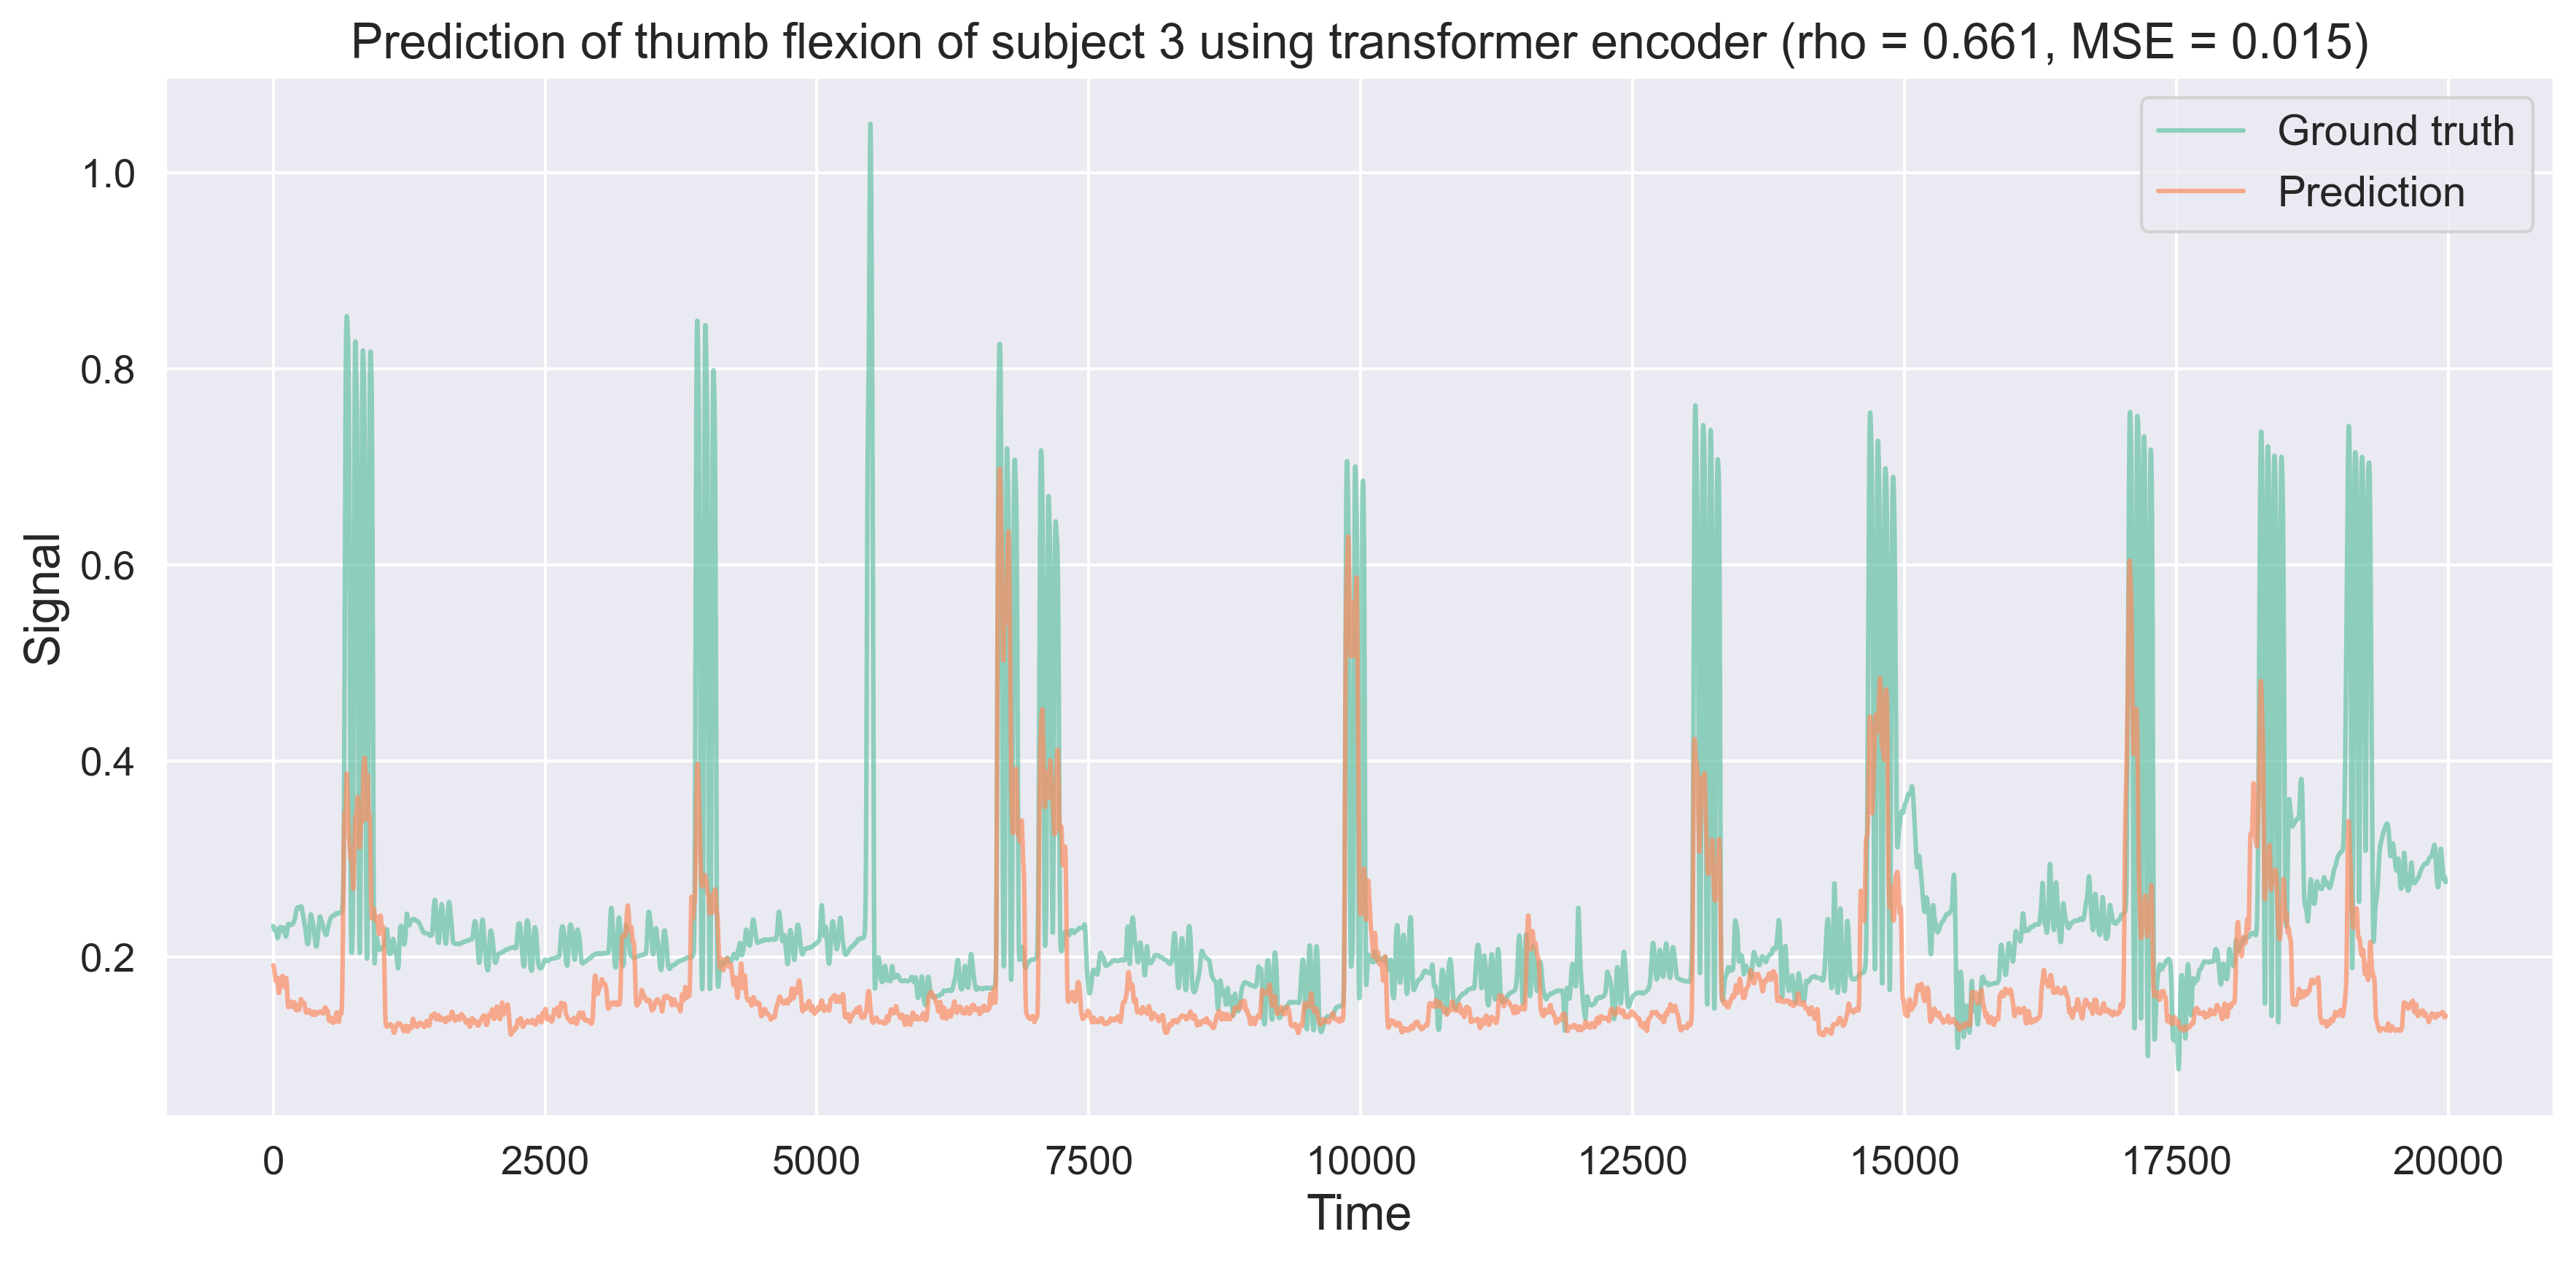 Prediction of thumb flexion of subject 3 using transformer encoder (rho = 0.661, MSE = 0.015)
Ground truth
Prediction
1.0
0.8
0.6
0.4
0.2
Signal
0 2500 5000 7500 10000 12500 15000 17500 20000
Time